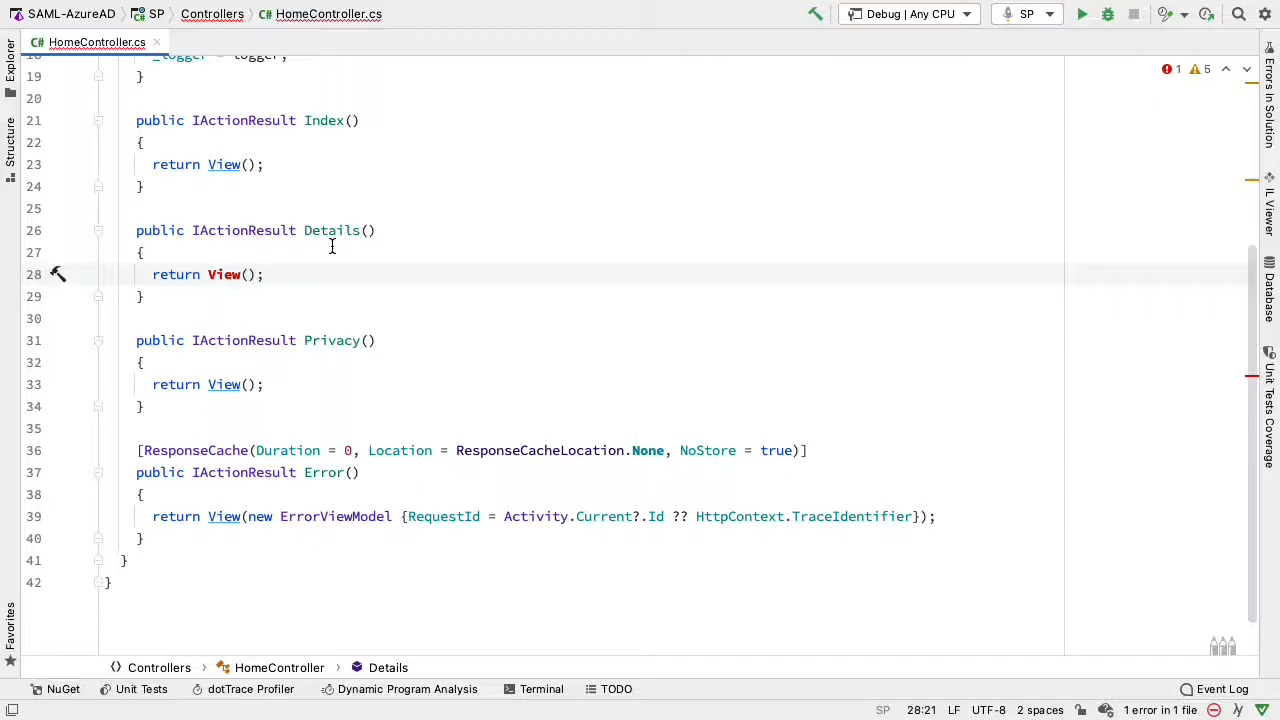 SAML-AzureAD > SP > Controllers > C# HomeController.cs Debug | Any CPU SP
C# HomeController.cs
1 5
_logger = logger;
19 }
20
21 public IActionResult Index()
22 {
23 return View();
24 }
25
26 public IActionResult Details()
27 {
28 return View();
29 }
30
31 public IActionResult Privacy()
32 {
33 return View();
34 }
35
36 [ResponseCache(Duration = 0, Location = ResponseCacheLocation.None, NoStore = true)]
37 public IActionResult Error()
38 {
39 return View(new ErrorViewModel {RequestId = Activity.Current?.Id ?? HttpContext.TraceIdentifier});
40 }
41 }
42 }
Explorer
Structure
Favorites
Errors In Solution
IL Viewer
Database
Unit Tests Coverage
Controllers > HomeController > Details
NuGet Unit Tests dotTrace Profiler Dynamic Program Analysis Terminal TODO Event Log
SP 28:21 LF UTF-8 2 spaces 1 error in 1 file